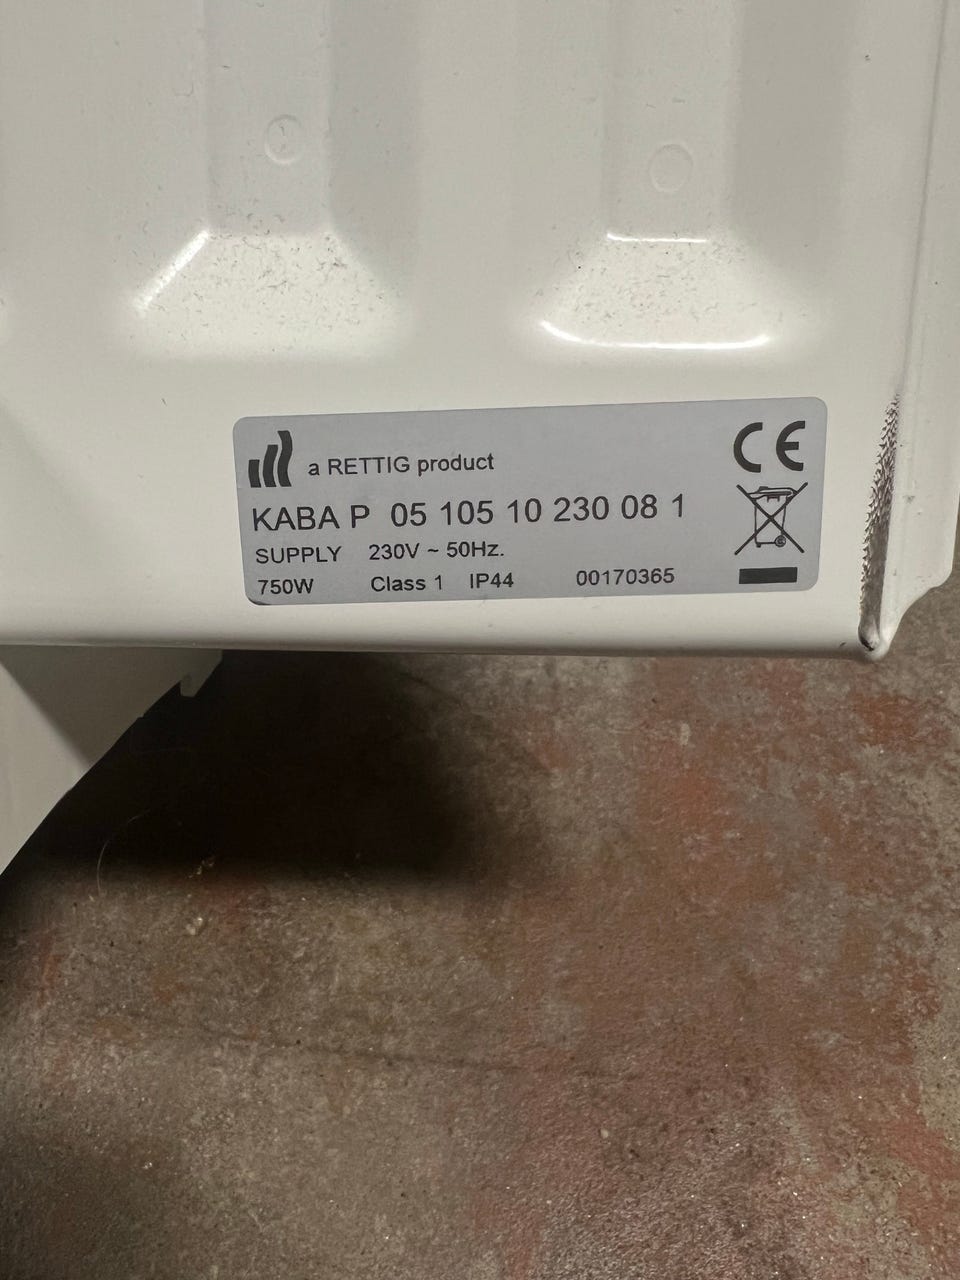 a RETTIG product
CE
KABA P 05 105 10 230 08 1
SUPPLY 230V ~ 50Hz.
750W Class 1 IP44 00170365